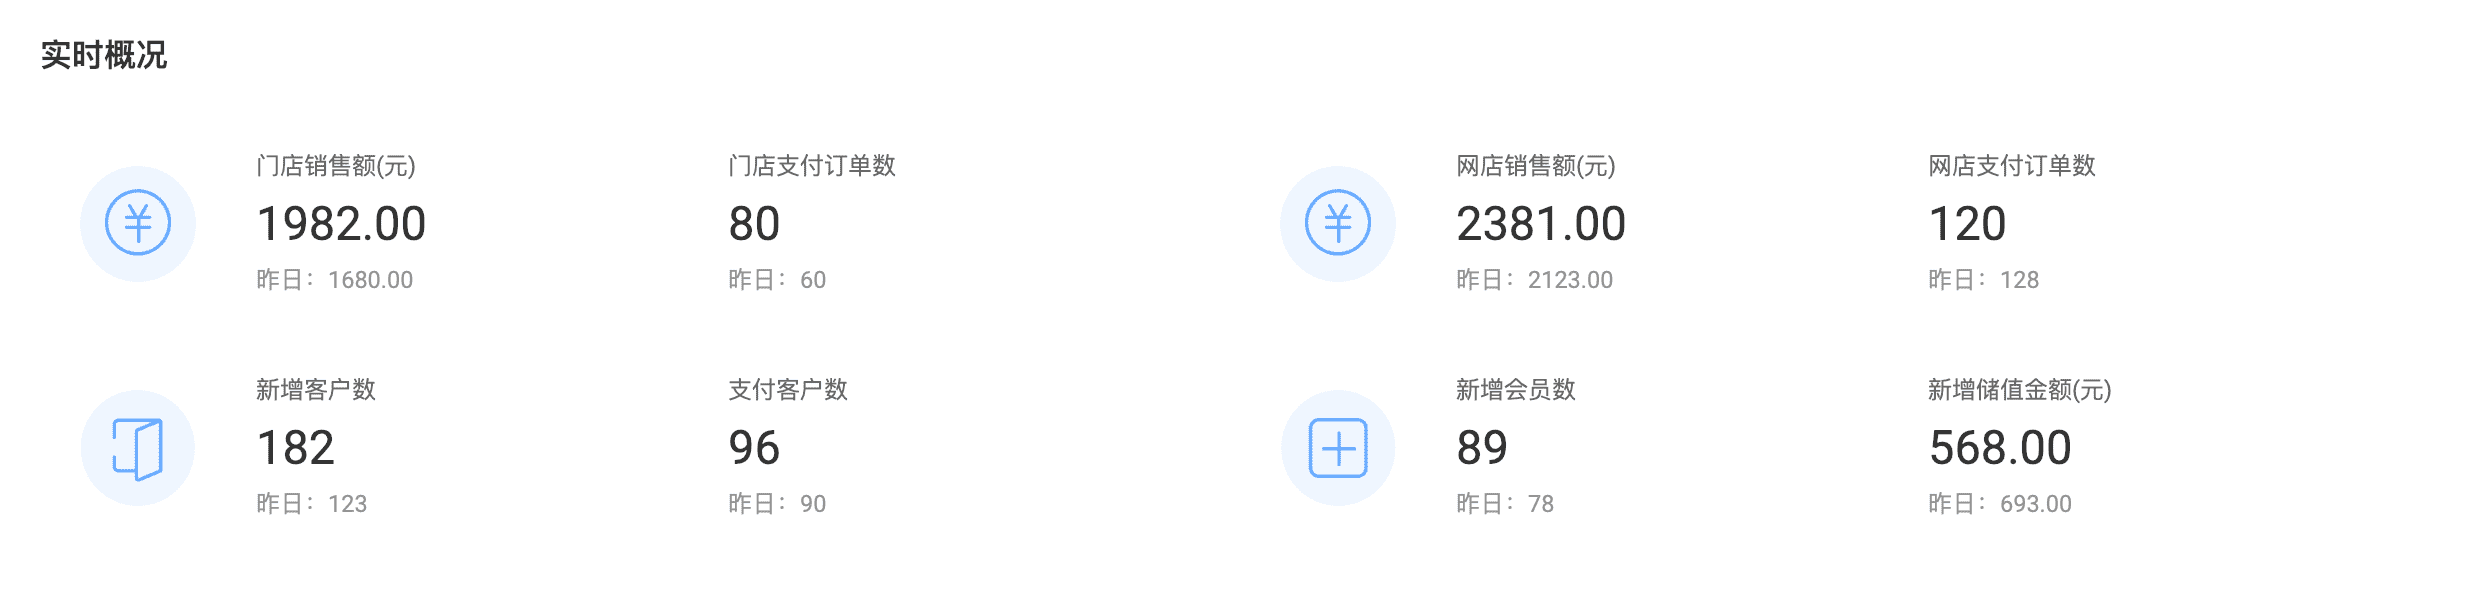 实时概况
门店销售额(元)
门店支付订单数
网店销售额(元)
网店支付订单数
1982.00
80
2381.00
120
昨日：1680.00
昨日：60
昨日：2123.00
昨日：128
新增客户数
支付客户数
新增会员数
新增储值金额(元)
182
96
89
568.00
昨日：123
昨日：90
昨日：78
昨日：693.00